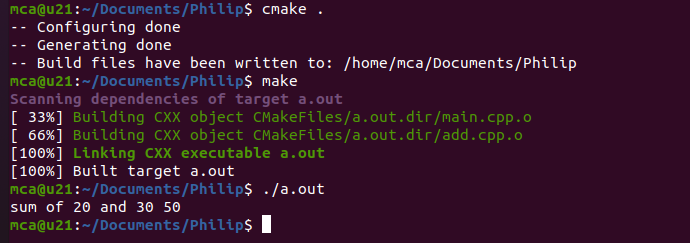 mca@u21:~/Documents/Philip$ cmake .
-- Configuring done
-- Generating done
-- Build files have been written to: /home/mca/Documents/Philip
mca@u21:~/Documents/Philip$ make
Scanning dependencies of target a.out
[ 33%] Building CXX object CMakeFiles/a.out.dir/main.cpp.o
[ 66%] Building CXX object CMakeFiles/a.out.dir/add.cpp.o
[100%] Linking CXX executable a.out
[100%] Built target a.out
mca@u21:~/Documents/Philip$ ./a.out
sum of 20 and 30 50
mca@u21:~/Documents/Philip$